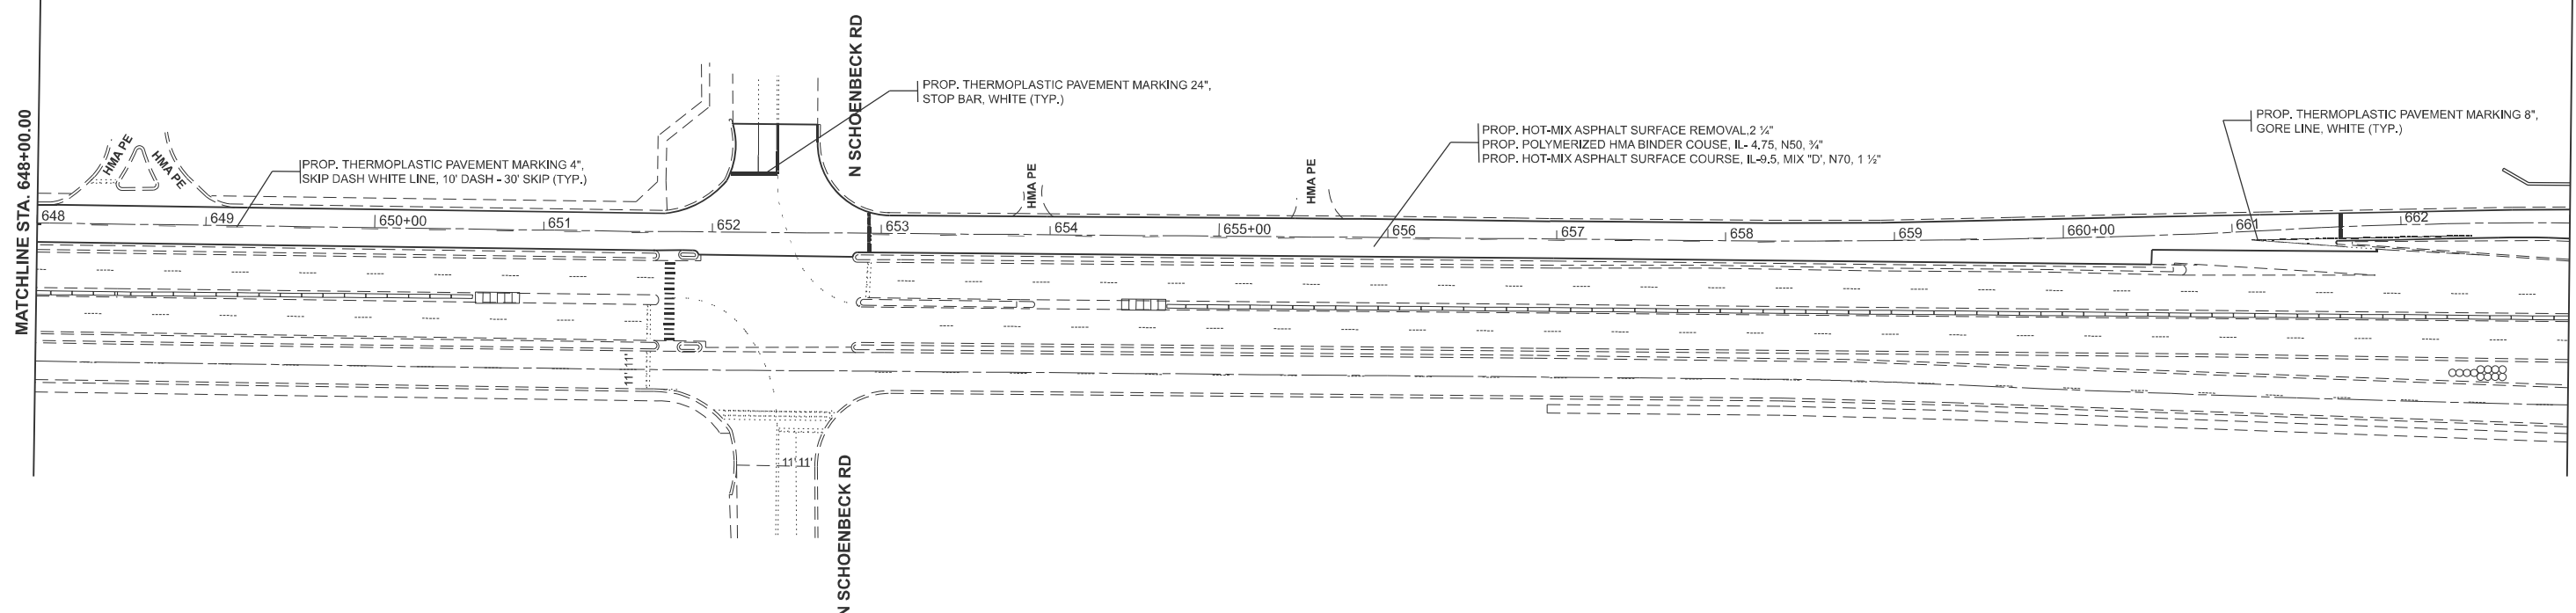 N SCHOENBECK RD
PROP. THERMOPLASTIC PAVEMENT MARKING 24",
STOP BAR, WHITE (TYP.)
PROP. HOT-MIX ASPHALT SURFACE REMOVAL,2 ¼"
PROP. POLYMERIZED HMA BINDER COUSE, IL- 4.75, N50, ¾"
PROP. HOT-MIX ASPHALT SURFACE COURSE, IL-9.5, MIX "D', N70, 1 ½"
PROP. THERMOPLASTIC PAVEMENT MARKING 8",
GORE LINE, WHITE (TYP.)
MATCHLINE STA. 648+00.00
HMA PE
HMA PE
PROP. THERMOPLASTIC PAVEMENT MARKING 4",
SKIP DASH WHITE LINE, 10' DASH - 30' SKIP (TYP.)
HMA PE
HMA PE
648
649
650+00
651
652
653
654
655+00
656
657
658
659
660+00
661
662
11' 11'
11' 11'
N SCHOENBECK RD